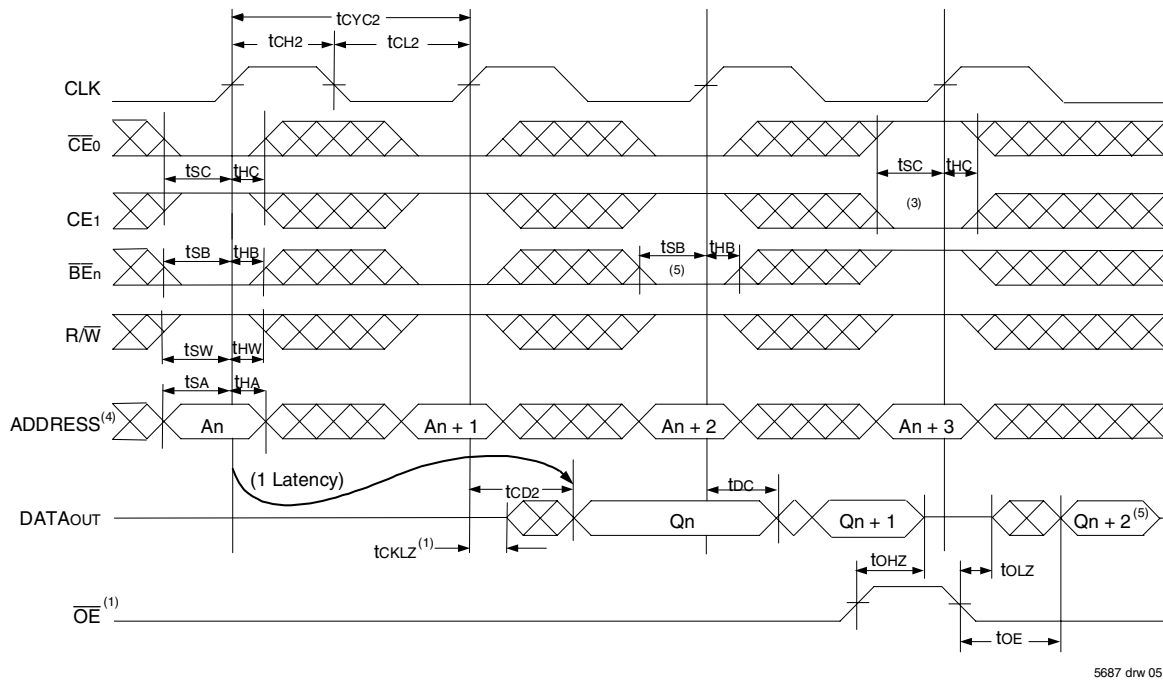 tCYC2
tCH2 tCL2
CLK
CE0
tSC tHC tSC tHC
(3)
CE1
tSB tHB tSB tHB
(5)
BEn
R/W
tSW tHW
tSA tHA
ADDRESS(4) An An + 1 An + 2 An + 3
(1 Latency) tCD2 tDC
DATAOUT Qn Qn + 1 Qn + 2(5)
tCKLZ(1)
tOHZ tOLZ
OE(1)
tOE
5687 drw 05